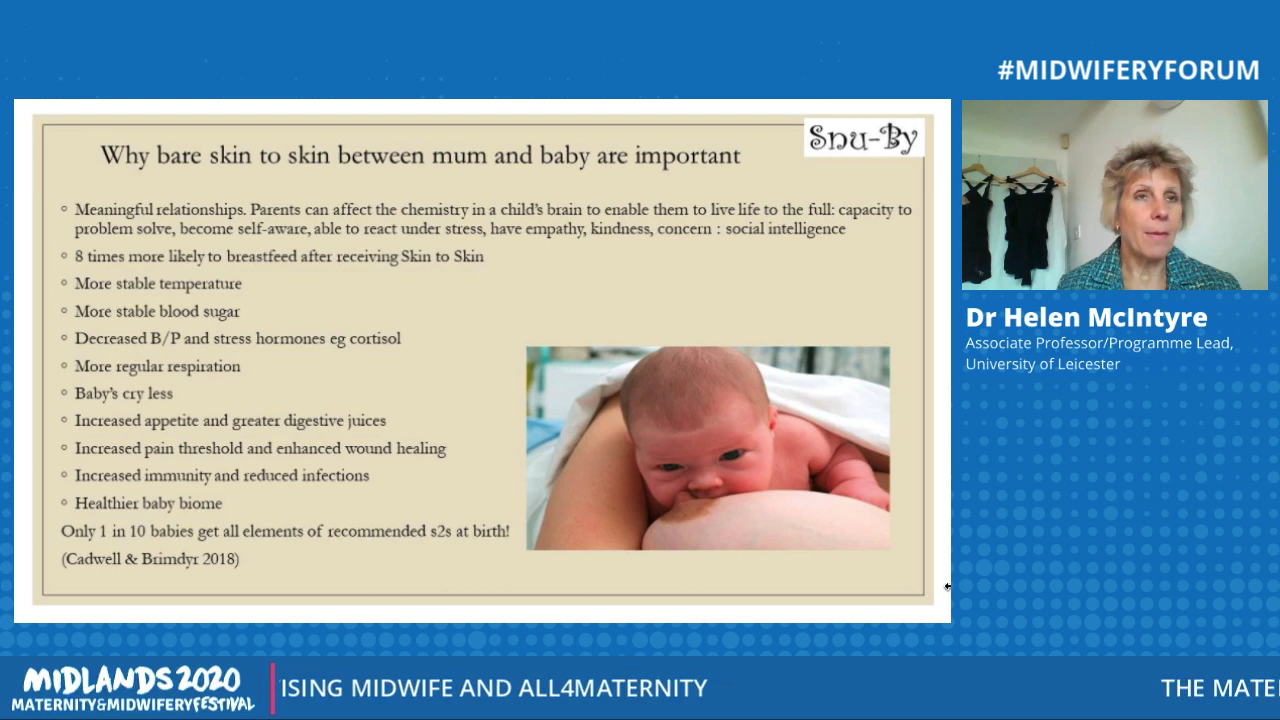 #MIDWIFERYFORUM
Snu-By
Why bare skin to skin between mum and baby are important
Meaningful relationships. Parents can affect the chemistry in a child's brain to enable them to live life to the full: capacity to
problem solve, become self-aware, able to react under stress, have empathy, kindness, concern : social intelligence
8 times more likely to breastfeed after receiving Skin to Skin
More stable temperature
More stable blood sugar
Decreased B/P and stress hormones eg cortisol
More regular respiration
Baby's cry less
Increased appetite and greater digestive juices
Increased pain threshold and enhanced wound healing
Increased immunity and reduced infections
Healthier baby biome
Only 1 in 10 babies get all elements of recommended s2s at birth!
(Cadwell & Brimdyr 2018)
Dr Helen McIntyre
Associate Professor/Programme Lead,
University of Leicester
MIDLANDS 2020
MATERNITY&MIDWIFERYFESTIVAL
ISING MIDWIFE AND ALL4MATERNITY
THE MATE